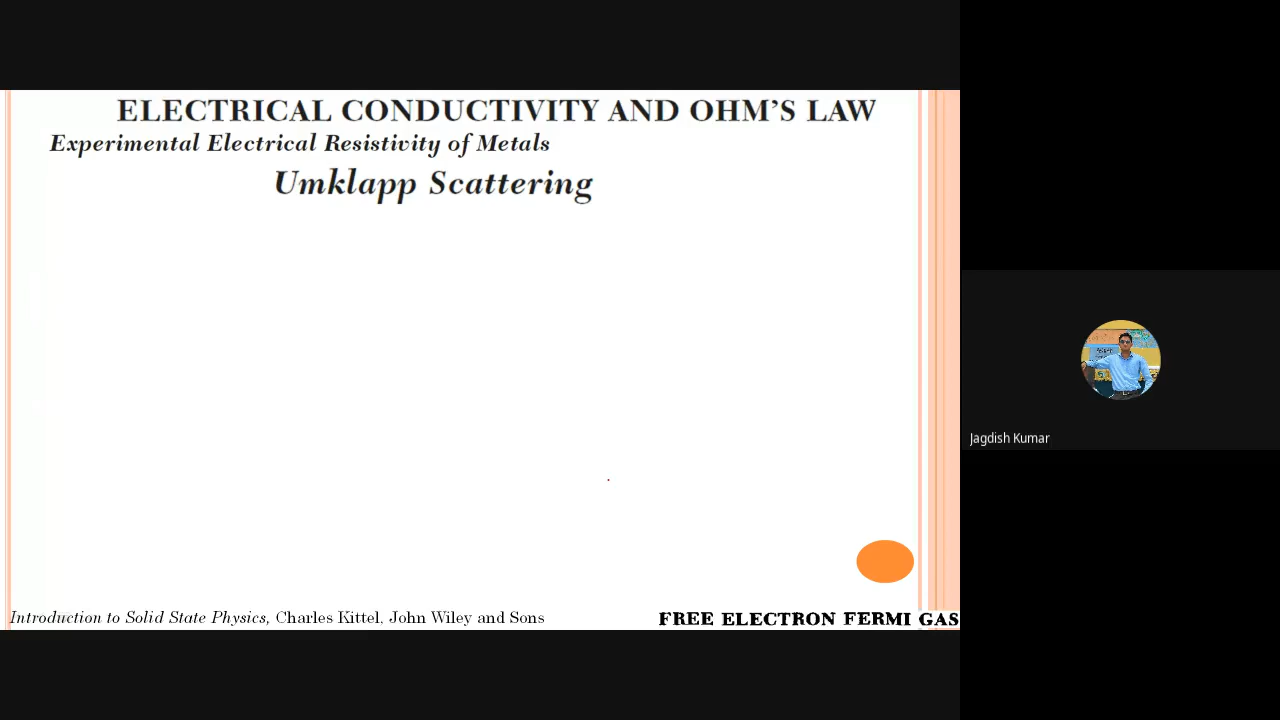 ELECTRICAL CONDUCTIVITY AND OHM'S LAW
Experimental Electrical Resistivity of Metals
Umklapp Scattering
Jagdish Kumar
Introduction to Solid State Physics, Charles Kittel, John Wiley and Sons
FREE ELECTRON FERMI GAS